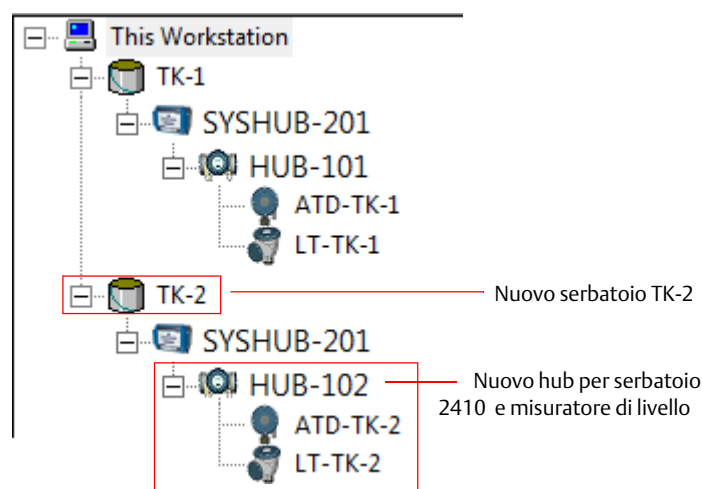 This Workstation
TK-1
SYSHUB-201
HUB-101
ATD-TK-1
LT-TK-1
TK-2
Nuovo serbatoio TK-2
SYSHUB-201
HUB-102
Nuovo hub per serbatoio
2410 e misuratore di livello
ATD-TK-2
LT-TK-2